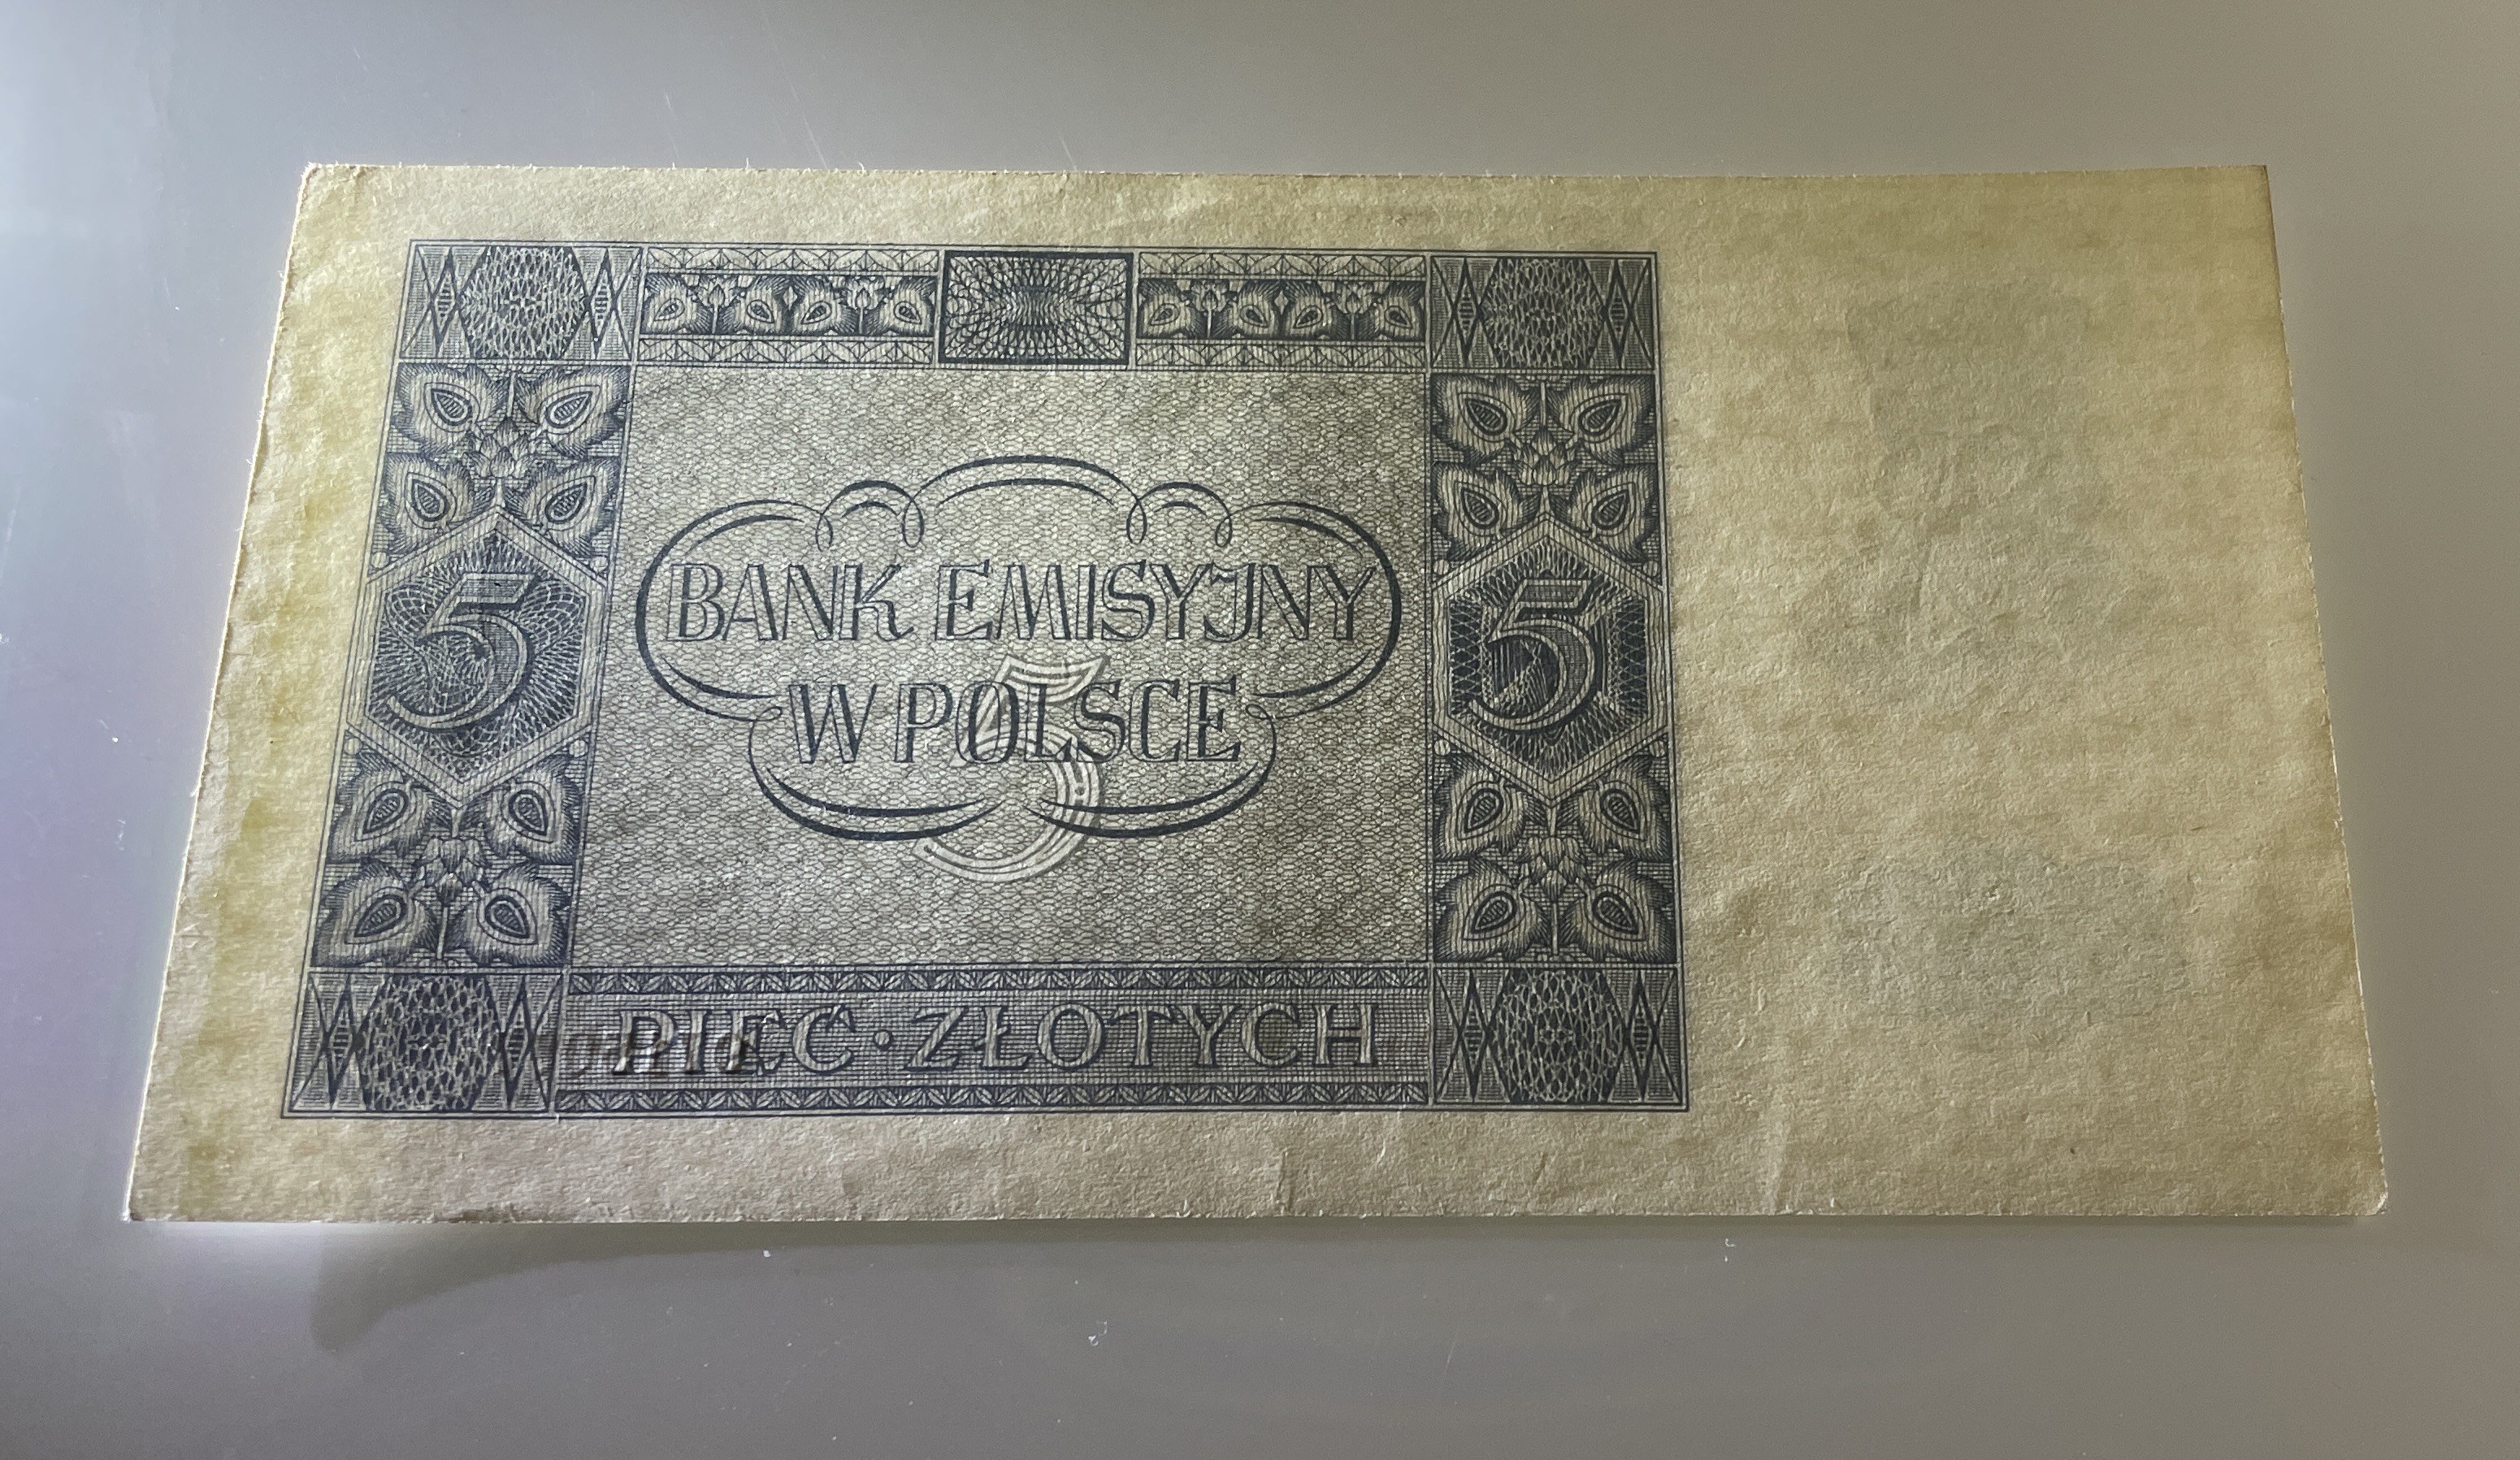 5
BANK EMISYJNY
5
W POLSCE
5
PIĘĆ · ZŁOTYCH